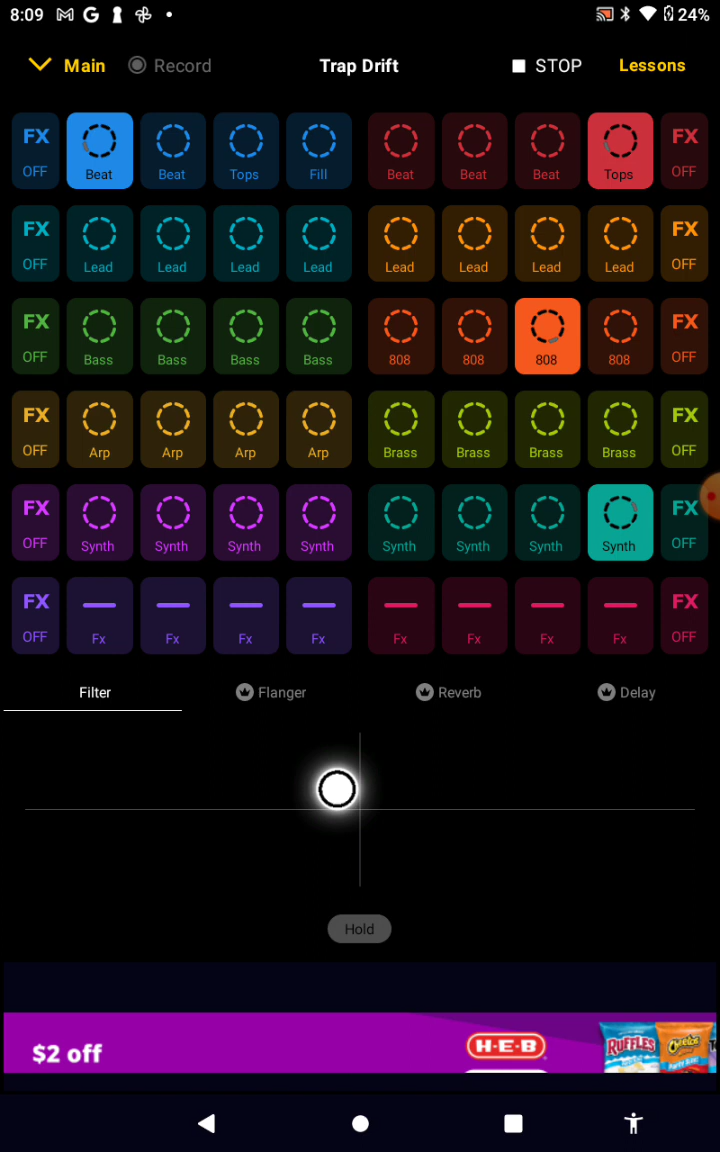 8:09 24%
Main Record Trap Drift STOP Lessons
FX Beat Beat Tops Fill Beat Beat Beat Tops FX
OFF OFF
FX Lead Lead Lead Lead Lead Lead Lead Lead FX
OFF OFF
FX Bass Bass Bass Bass 808 808 808 808 FX
OFF OFF
FX Arp Arp Arp Arp Brass Brass Brass Brass FX
OFF OFF
FX Synth Synth Synth Synth Synth Synth Synth Synth FX
OFF OFF
FX Fx Fx Fx Fx Fx Fx Fx Fx FX
OFF OFF
Filter Flanger Reverb Delay
Hold
$2 off H-E-B RUFFLES Cheetos